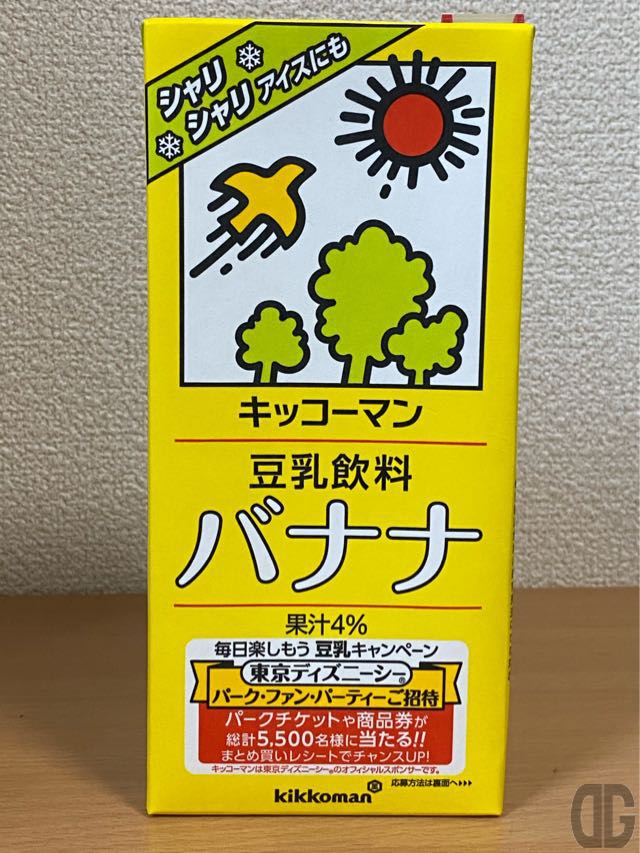 シャリ
シャリ アイスにも
キッコーマン
豆乳飲料
バナナ
果汁4%
毎日楽しもう 豆乳キャンペーン
東京ディズニーシー®
パーク・ファン・パーティーご招待
パークチケットや商品券が
総計5,500名様に当たる!!
まとめ買いレシートでチャンスUP!
キッコーマンは東京ディズニーシー®のオフィシャルスポンサーです。
応募方法は裏面へ▸▸▸
kikkoman
DG